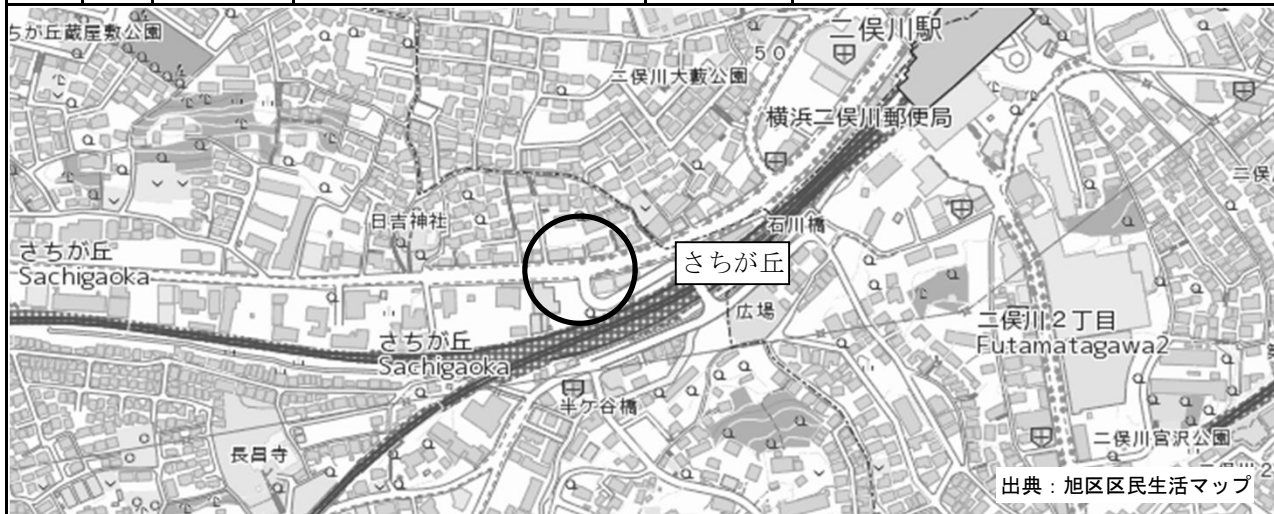 ちが丘蔵屋敷公園
二俣川駅
50
二俣川大藪公園
横浜二俣川郵便局
二俣川
日吉神社
石川橋
さちが丘
Sachigaoka
さちが丘
広場
二俣川2丁目
Futamatagawa2
さちが丘
Sachigaoka
半ケ谷橋
長昌寺
二俣川宮沢公園
出典：旭区区民生活マップ